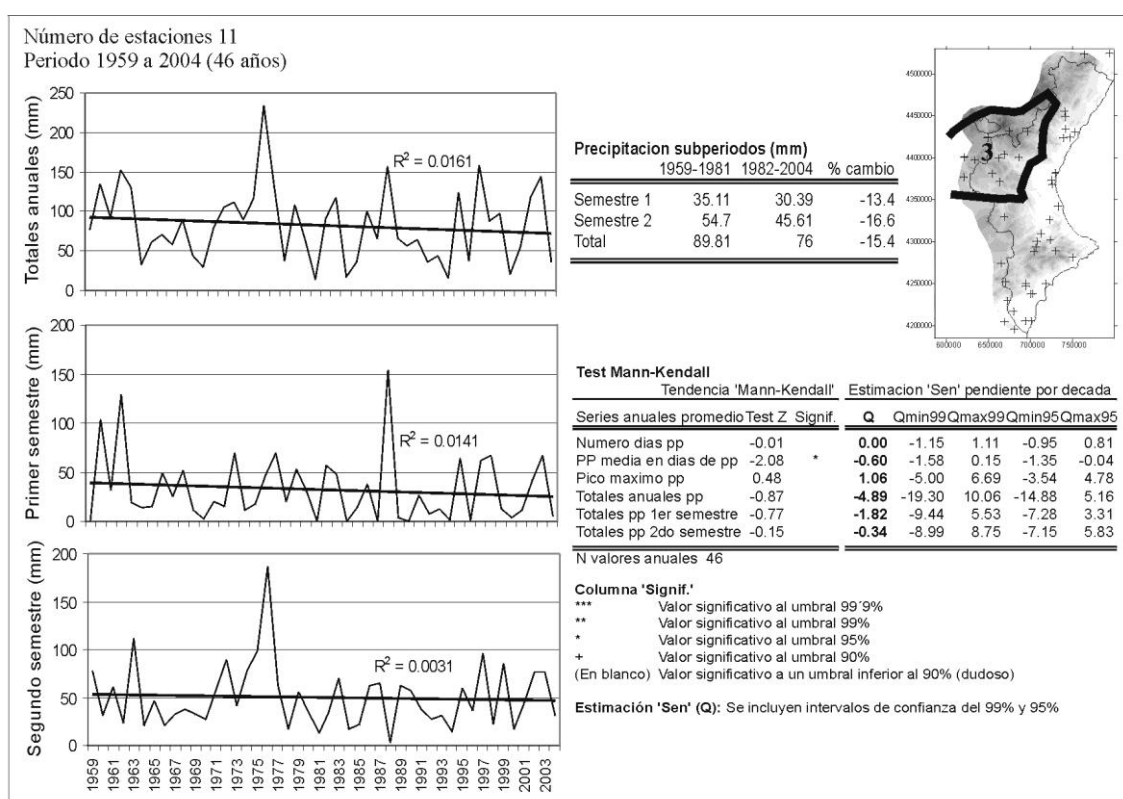 Número de estaciones 11
Periodo 1959 a 2004 (46 años)
Totales anuales (mm)
250
200
150
100
50
0
R² = 0.0161
Primer semestre (mm)
200
150
100
50
0
R² = 0.0141
Segundo semestre (mm)
200
150
100
50
0
R² = 0.0031
1959 1961 1963 1965 1967 1969 1971 1973 1975 1977 1979 1981 1983 1985 1987 1989 1991 1993 1995 1997 1999 2001 2003
Precipitacion subperiodos (mm)
1959-1981 1982-2004 % cambio
Semestre 1 35.11 30.39 -13.4
Semestre 2 54.7 45.61 -16.6
Total 89.81 76 -15.4
4500000
4450000
4400000
4350000
4300000
4250000
4200000
3
600000 650000 700000 750000
Test Mann-Kendall
Tendencia 'Mann-Kendall' Estimacion 'Sen' pendiente por decada
Series anuales promedio Test Z Signif. Q Qmin99 Qmax99 Qmin95 Qmax95
Numero dias pp -0.01 0.00 -1.15 1.11 -0.95 0.81
PP media en dias de pp -2.08 * -0.60 -1.58 0.15 -1.35 -0.04
Pico maximo pp 0.48 1.06 -5.00 6.69 -3.54 4.78
Totales anuales pp -0.87 -4.89 -19.30 10.06 -14.88 5.16
Totales pp 1er semestre -0.77 -1.82 -9.44 5.53 -7.28 3.31
Totales pp 2do semestre -0.15 -0.34 -8.99 8.75 -7.15 5.83
N valores anuales 46
Columna 'Signif.'
*** Valor significativo al umbral 99´9%
** Valor significativo al umbral 99%
* Valor significativo al umbral 95%
+ Valor significativo al umbral 90%
(En blanco) Valor significativo a un umbral inferior al 90% (dudoso)
Estimación 'Sen' (Q): Se incluyen intervalos de confianza del 99% y 95%